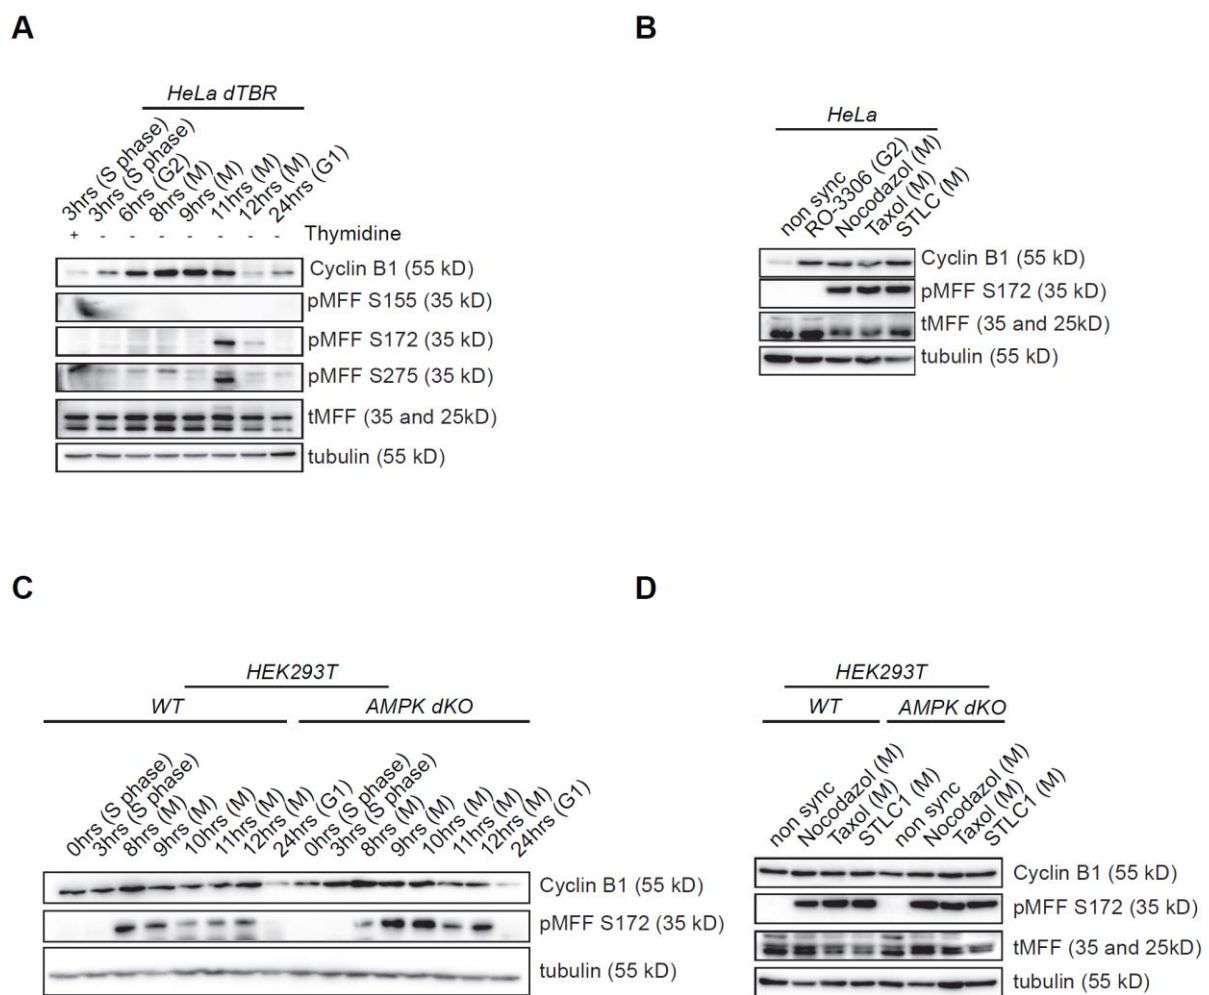 A
HeLa dTBR
3hrs (S phase)
3hrs (S phase)
6hrs (G2)
8hrs (M)
9hrs (M)
11hrs (M)
12hrs (M)
24hrs (G1)
+ - - - - - - - Thymidine
Cyclin B1 (55 kD)
pMFF S155 (35 kD)
pMFF S172 (35 kD)
pMFF S275 (35 kD)
tMFF (35 and 25kD)
tubulin (55 kD)
B
HeLa
non sync
RO-3306 (G2)
Nocodazol (M)
Taxol (M)
STLC (M)
Cyclin B1 (55 kD)
pMFF S172 (35 kD)
tMFF (35 and 25kD)
tubulin (55 kD)
C
HEK293T
WT AMPK dKO
0hrs (S phase)
3hrs (S phase)
8hrs (M)
9hrs (M)
10hrs (M)
11hrs (M)
12hrs (M)
24hrs (G1)
0hrs (S phase)
3hrs (S phase)
8hrs (M)
9hrs (M)
10hrs (M)
11hrs (M)
12hrs (M)
24hrs (G1)
Cyclin B1 (55 kD)
pMFF S172 (35 kD)
tubulin (55 kD)
D
HEK293T
WT AMPK dKO
non sync
Nocodazol (M)
Taxol (M)
STLC1 (M)
non sync
Nocodazol (M)
Taxol (M)
STLC1 (M)
Cyclin B1 (55 kD)
pMFF S172 (35 kD)
tMFF (35 and 25kD)
tubulin (55 kD)